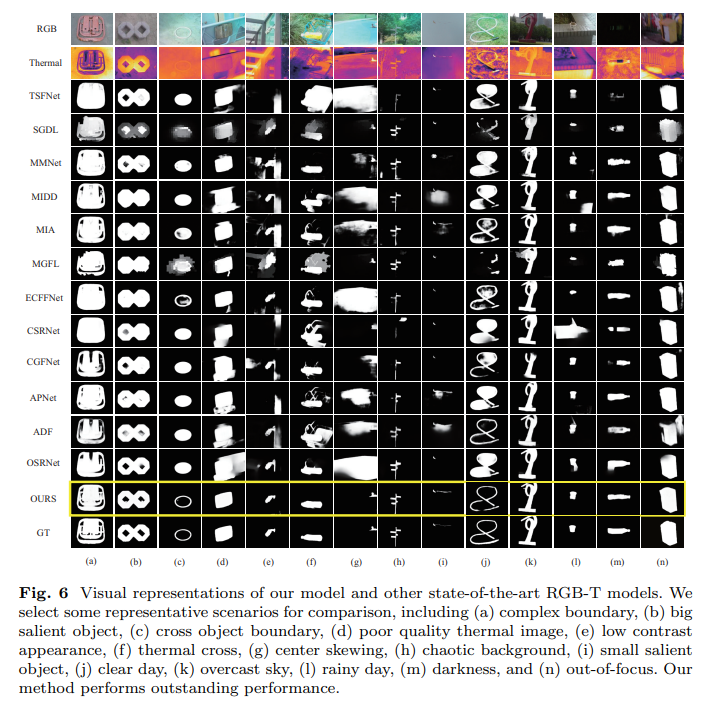 RGB
Thermal
TSFNet
SGDL
MMNet
MIDD
MIA
MGFL
ECFFNet
CSRNet
CGFNet
APNet
ADF
OSRNet
OURS
GT
(a) (b) (c) (d) (e) (f) (g) (h) (i) (j) (k) (l) (m) (n)
Fig. 6 Visual representations of our model and other state-of-the-art RGB-T models. We
select some representative scenarios for comparison, including (a) complex boundary, (b) big
salient object, (c) cross object boundary, (d) poor quality thermal image, (e) low contrast
appearance, (f) thermal cross, (g) center skewing, (h) chaotic background, (i) small salient
object, (j) clear day, (k) overcast sky, (l) rainy day, (m) darkness, and (n) out-of-focus. Our
method performs outstanding performance.